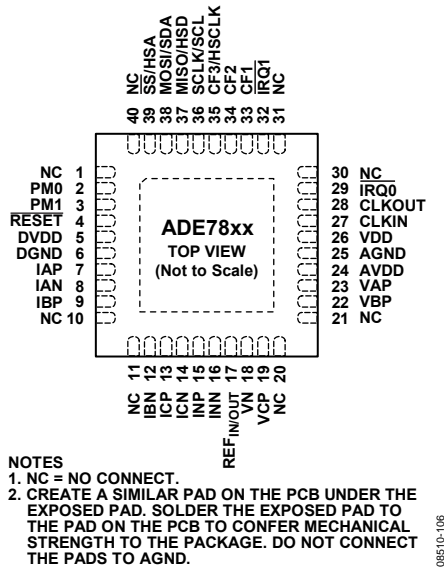 40 NC
39 SS/HSA
38 MOSI/SDA
37 MISO/HSD
36 SCLK/SCL
35 CF3/HSCLK
34 CF2
33 CF1
32 IRQ1
31 NC
NC 1
PM0 2
PM1 3
RESET 4
DVDD 5
DGND 6
IAP 7
IAN 8
IBP 9
NC 10
ADE78xx
TOP VIEW
(Not to Scale)
30 NC
29 IRQ0
28 CLKOUT
27 CLKIN
26 VDD
25 AGND
24 AVDD
23 VAP
22 VBP
21 NC
NC 11
IBN 12
ICP 13
ICN 14
INP 15
INN 16
REFIN/OUT 17
VN 18
VCP 19
NC 20
NOTES
1. NC = NO CONNECT.
2. CREATE A SIMILAR PAD ON THE PCB UNDER THE
EXPOSED PAD. SOLDER THE EXPOSED PAD TO
THE PAD ON THE PCB TO CONFER MECHANICAL
STRENGTH TO THE PACKAGE. DO NOT CONNECT
THE PADS TO AGND.
08510-106